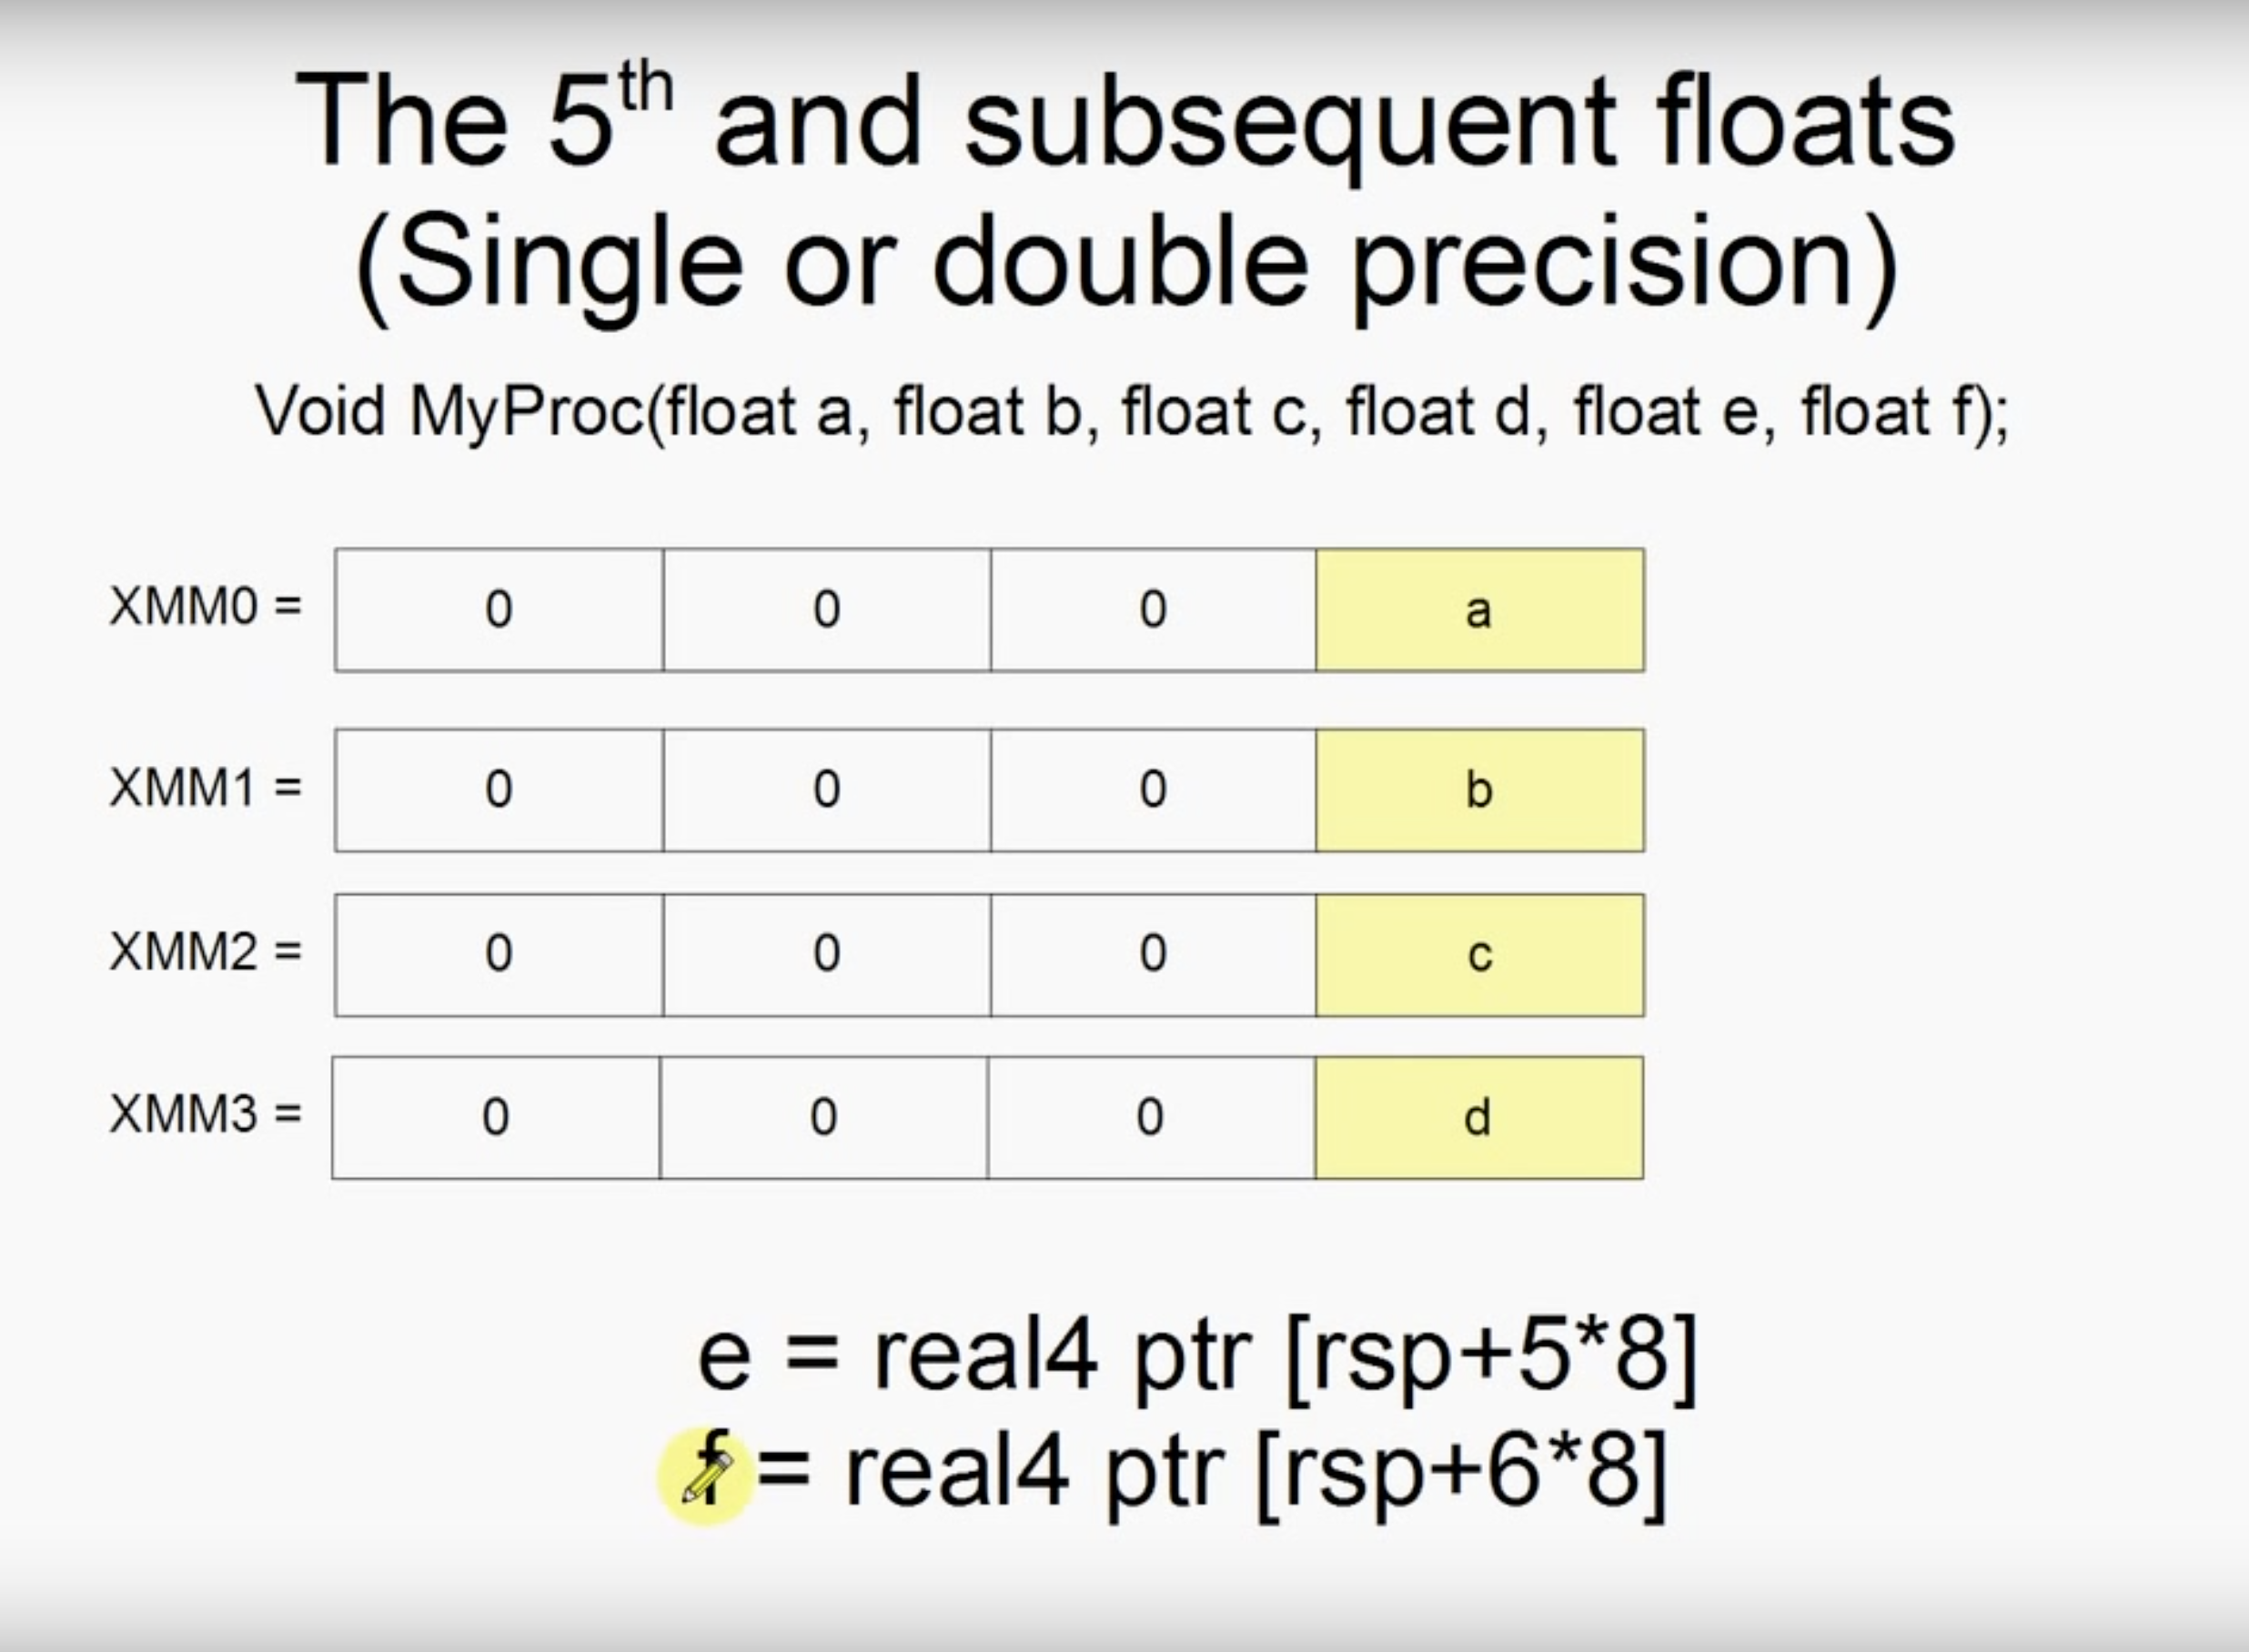 The 5th and subsequent floats
(Single or double precision)
Void MyProc(float a, float b, float c, float d, float e, float f);
XMM0 = 0 0 0 a
XMM1 = 0 0 0 b
XMM2 = 0 0 0 c
XMM3 = 0 0 0 d
e = real4 ptr [rsp+5*8]
f = real4 ptr [rsp+6*8]